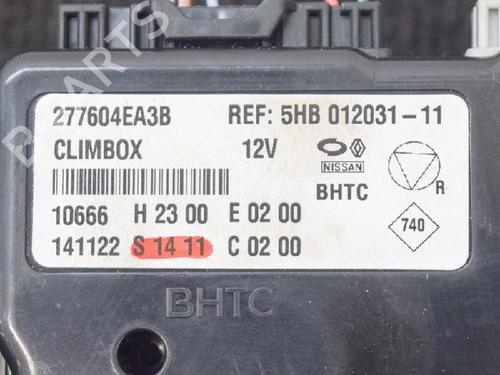 277604EA3B REF: 5HB 012031-11
CLIMBOX 12V
NISSAN
BHTC
R
10666 H 23 00 E 02 00
740
141122 S 14 11 C 02 00
BHTC